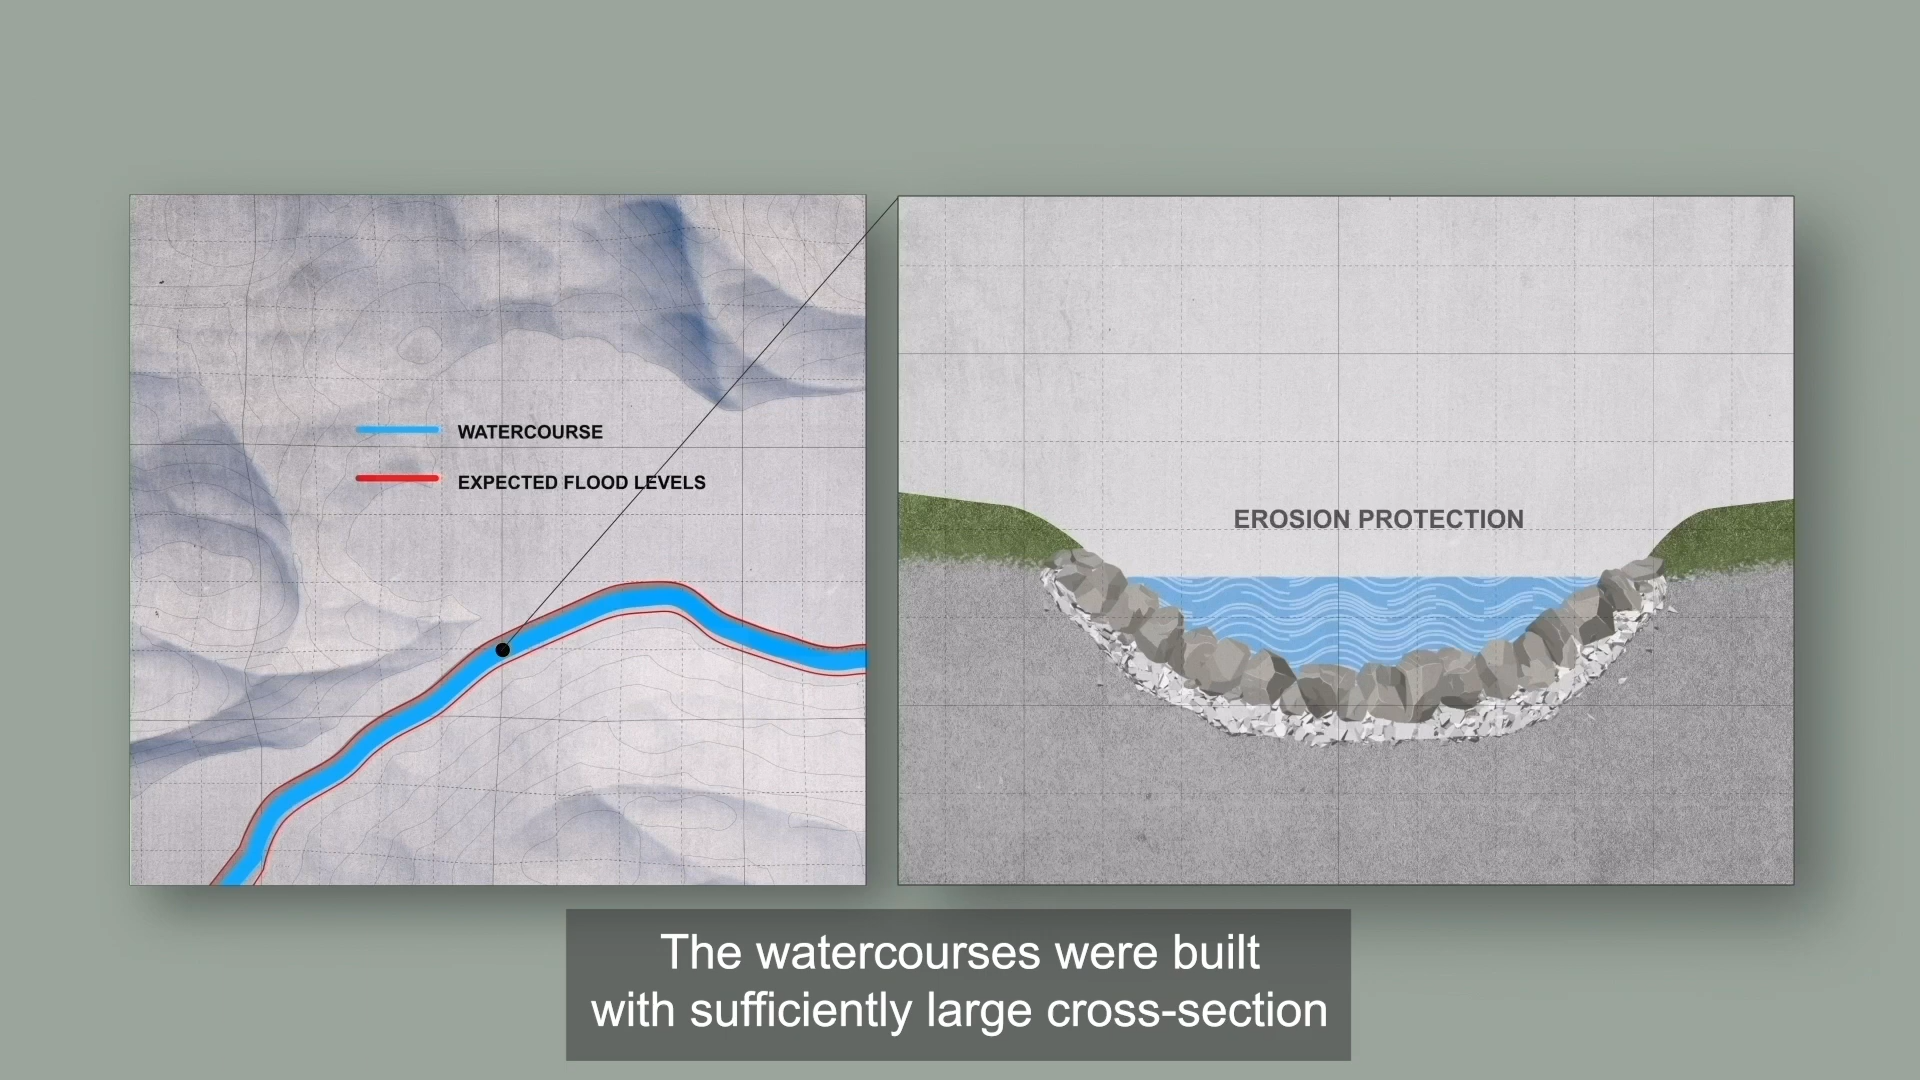 WATERCOURSE
EXPECTED FLOOD LEVELS
EROSION PROTECTION
The watercourses were built
with sufficiently large cross-section